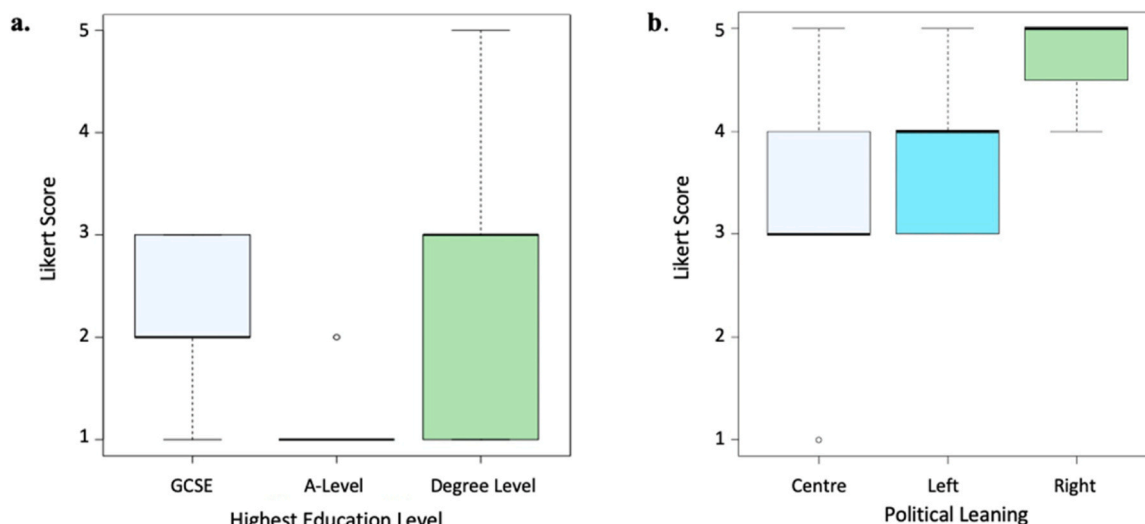 a.
5
4
3
2
1
Likert Score
GCSE
A-Level
Degree Level
Highest Education Level
b.
5
4
3
2
1
Likert Score
Centre
Left
Right
Political Leaning